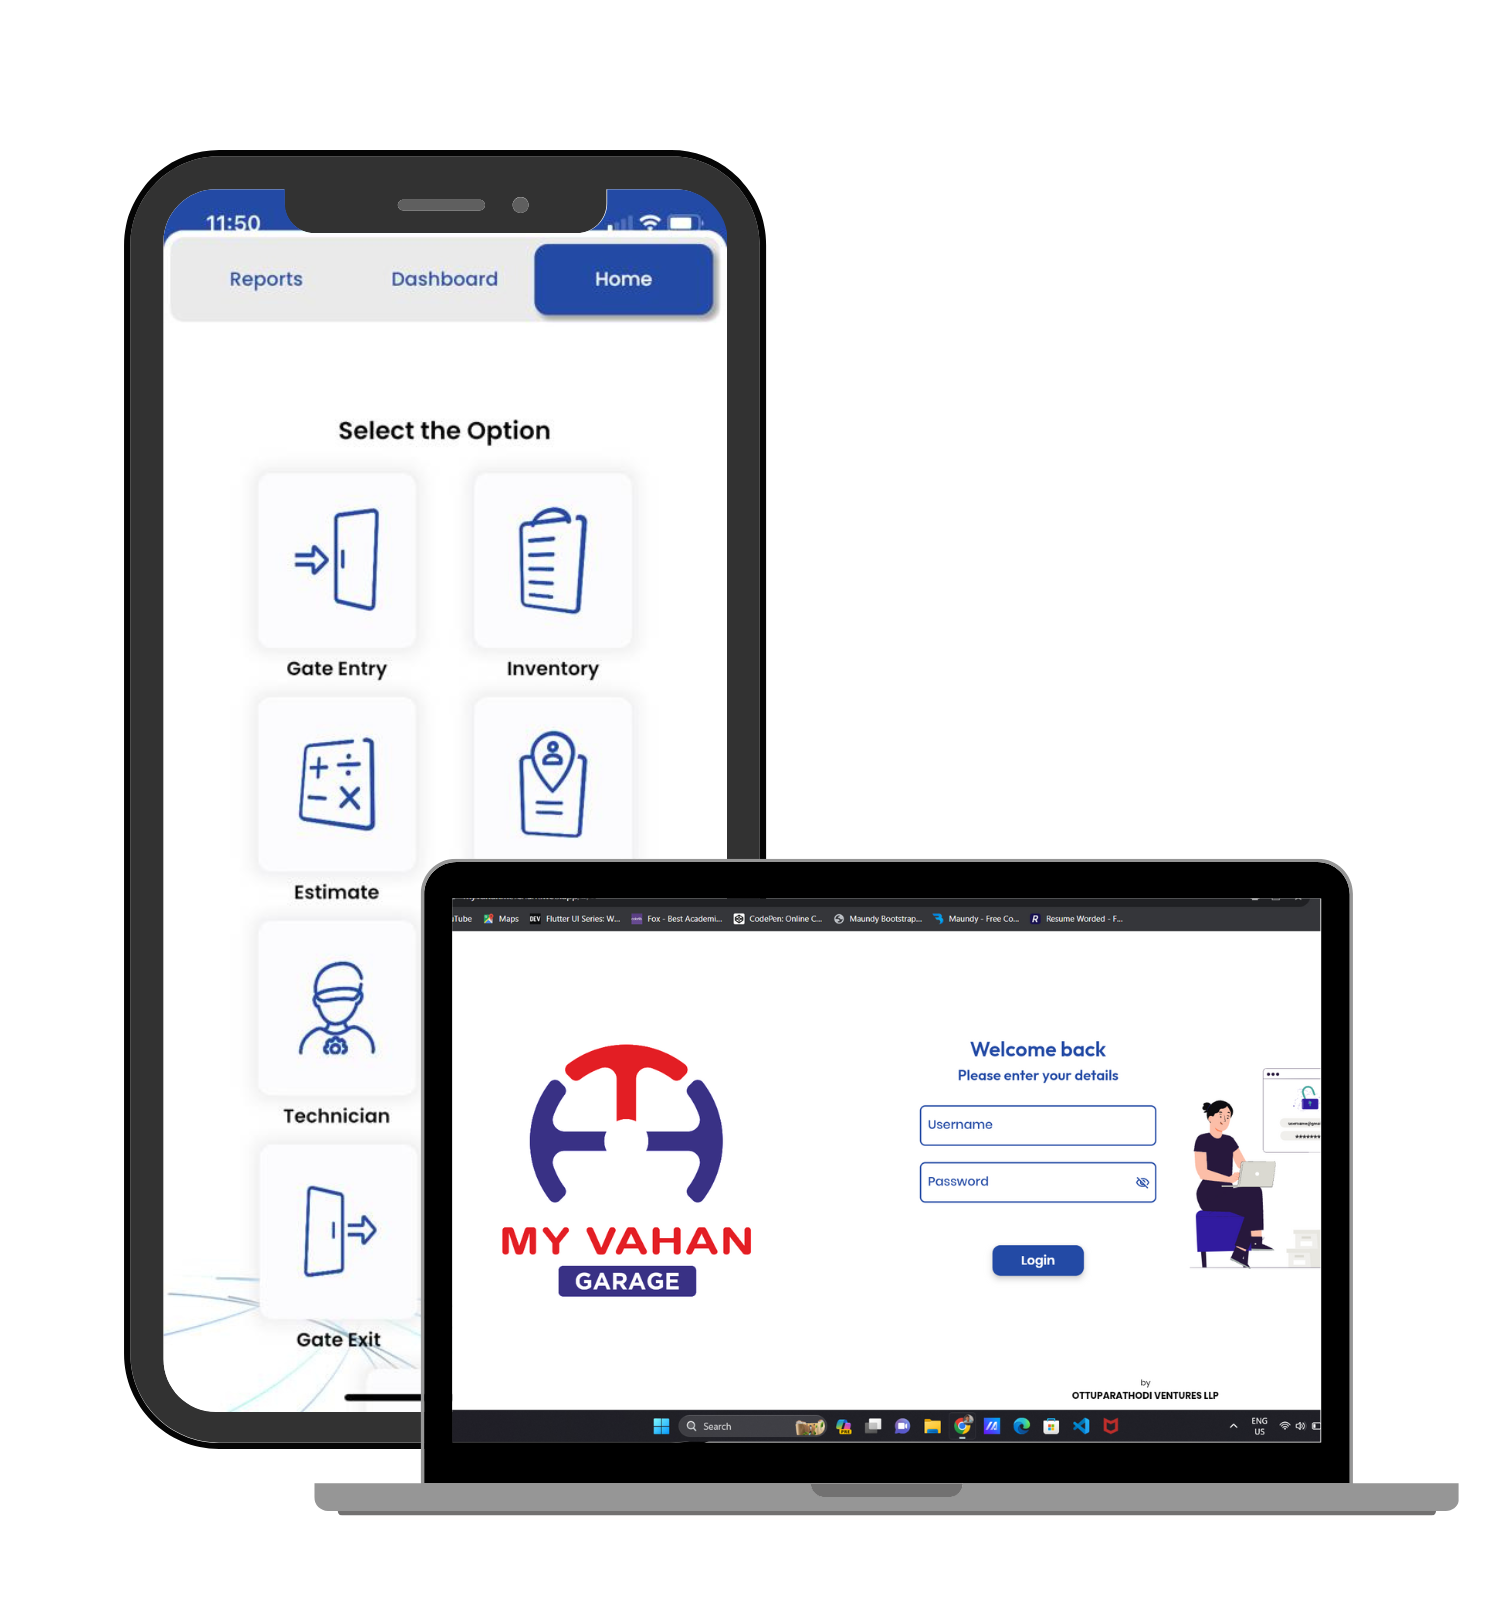 11:50
Reports
Dashboard
Home
Select the Option
Gate Entry
Inventory
Estimate
Technician
Gate Exit
uTube
Maps
DEV
Flutter UI Series: W...
Fox - Best Academi...
CodePen: Online C...
Maundy Bootstrap...
Maundy - Free Co...
R
Resume Worded - F...
MY VAHAN
GARAGE
Welcome back
Please enter your details
Username
Password
Login
*******
by
OTTUPARATHODI VENTURES LLP
Search
ENG
US